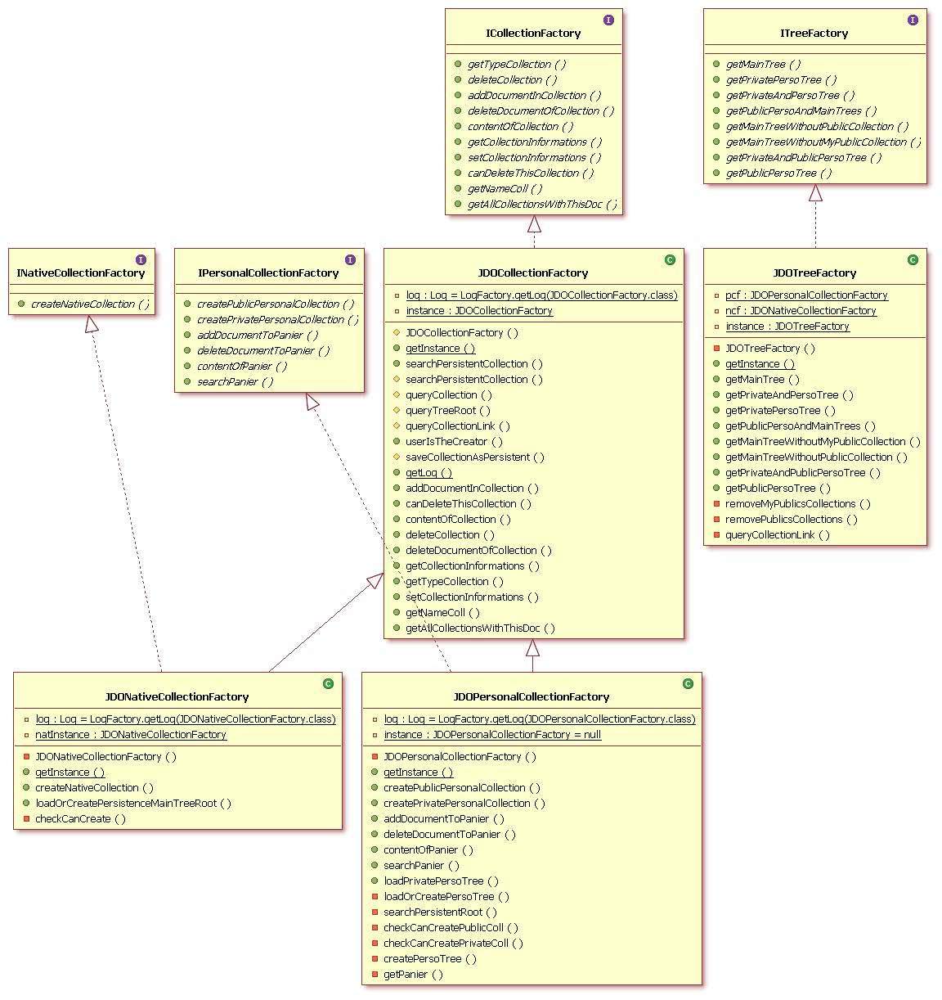 I
ICollectionFactory
getTypeCollection ( )
deleteCollection ( )
addDocumentInCollection ( )
deleteDocumentOfCollection ( )
contentOfCollection ( )
getCollectionInformations ( )
setCollectionInformations ( )
canDeleteThisCollection ( )
getNameColl ( )
getAllCollectionsWithThisDoc ( )
I
ITreeFactory
getMainTree ( )
getPrivatePersoTree ( )
getPrivateAndPersoTree ( )
getPublicPersoAndMainTrees ( )
getMainTreeWithoutPublicCollection ( )
getMainTreeWithoutMyPublicCollection ( )
getPrivateAndPublicPersoTree ( )
getPublicPersoTree ( )
I
INativeCollectionFactory
createNativeCollection ( )
I
IPersonalCollectionFactory
createPublicPersonalCollection ( )
createPrivatePersonalCollection ( )
addDocumentToPanier ( )
deleteDocumentToPanier ( )
contentOfPanier ( )
searchPanier ( )
C
JDOCollectionFactory
log : Log = LogFactory.getLog(JDOCollectionFactory.class)
instance : JDOCollectionFactory
JDOCollectionFactory ( )
getInstance ( )
searchPersistentCollection ( )
searchPersistentCollection ( )
queryCollection ( )
queryTreeRoot ( )
queryCollectionLink ( )
userIsTheCreator ( )
saveCollectionAsPersistent ( )
getLog ( )
addDocumentInCollection ( )
canDeleteThisCollection ( )
contentOfCollection ( )
deleteCollection ( )
deleteDocumentOfCollection ( )
getCollectionInformations ( )
getTypeCollection ( )
setCollectionInformations ( )
getNameColl ( )
getAllCollectionsWithThisDoc ( )
C
JDOTreeFactory
pcf : JDOPersonalCollectionFactory
ncf : JDONativeCollectionFactory
instance : JDOTreeFactory
JDOTreeFactory ( )
getInstance ( )
getMainTree ( )
getPrivateAndPersoTree ( )
getPrivatePersoTree ( )
getPublicPersoAndMainTrees ( )
getMainTreeWithoutMyPublicCollection ( )
getMainTreeWithoutPublicCollection ( )
getPrivateAndPublicPersoTree ( )
getPublicPersoTree ( )
removeMyPublicsCollections ( )
removePublicsCollections ( )
queryCollectionLink ( )
C
JDONativeCollectionFactory
log : Log = LogFactory.getLog(JDONativeCollectionFactory.class)
natInstance : JDONativeCollectionFactory
JDONativeCollectionFactory ( )
getInstance ( )
createNativeCollection ( )
loadOrCreatePersistenceMainTreeRoot ( )
checkCanCreate ( )
C
JDOPersonalCollectionFactory
log : Log = LogFactory.getLog(JDOPersonalCollectionFactory.class)
instance : JDOPersonalCollectionFactory = null
JDOPersonalCollectionFactory ( )
getInstance ( )
createPublicPersonalCollection ( )
createPrivatePersonalCollection ( )
addDocumentToPanier ( )
deleteDocumentToPanier ( )
contentOfPanier ( )
searchPanier ( )
loadPrivatePersoTree ( )
loadOrCreatePersoTree ( )
searchPersistentRoot ( )
checkCanCreatePublicColl ( )
checkCanCreatePrivateColl ( )
createPersoTree ( )
getPanier ( )